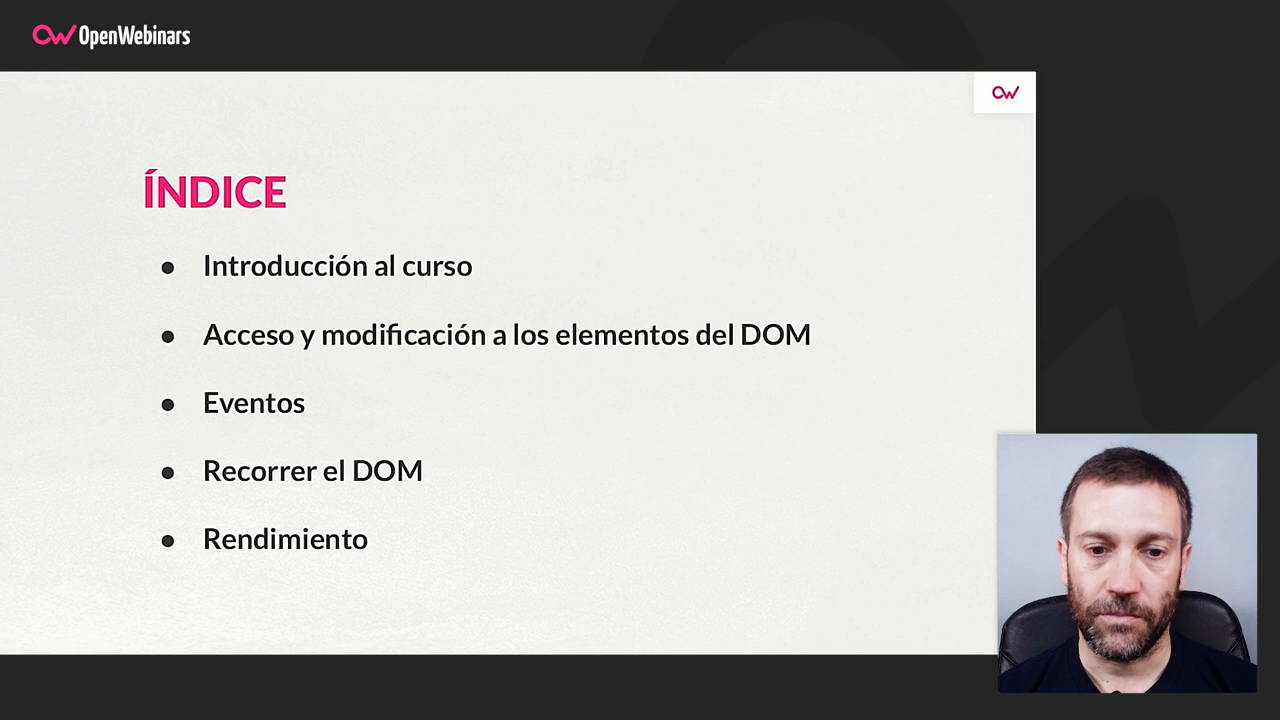 OpenWebinars
ÍNDICE
● Introducción al curso
● Acceso y modificación a los elementos del DOM
● Eventos
● Recorrer el DOM
● Rendimiento